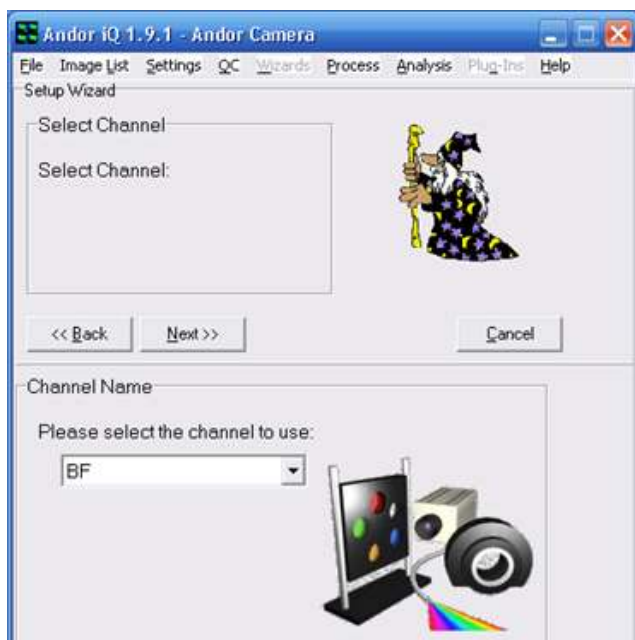 Andor iQ 1.9.1 - Andor Camera
File Image List Settings QC Wizards Process Analysis Plug-Ins Help
Setup Wizard
Select Channel
Select Channel:
<< Back Next >> Cancel
Channel Name
Please select the channel to use:
BF